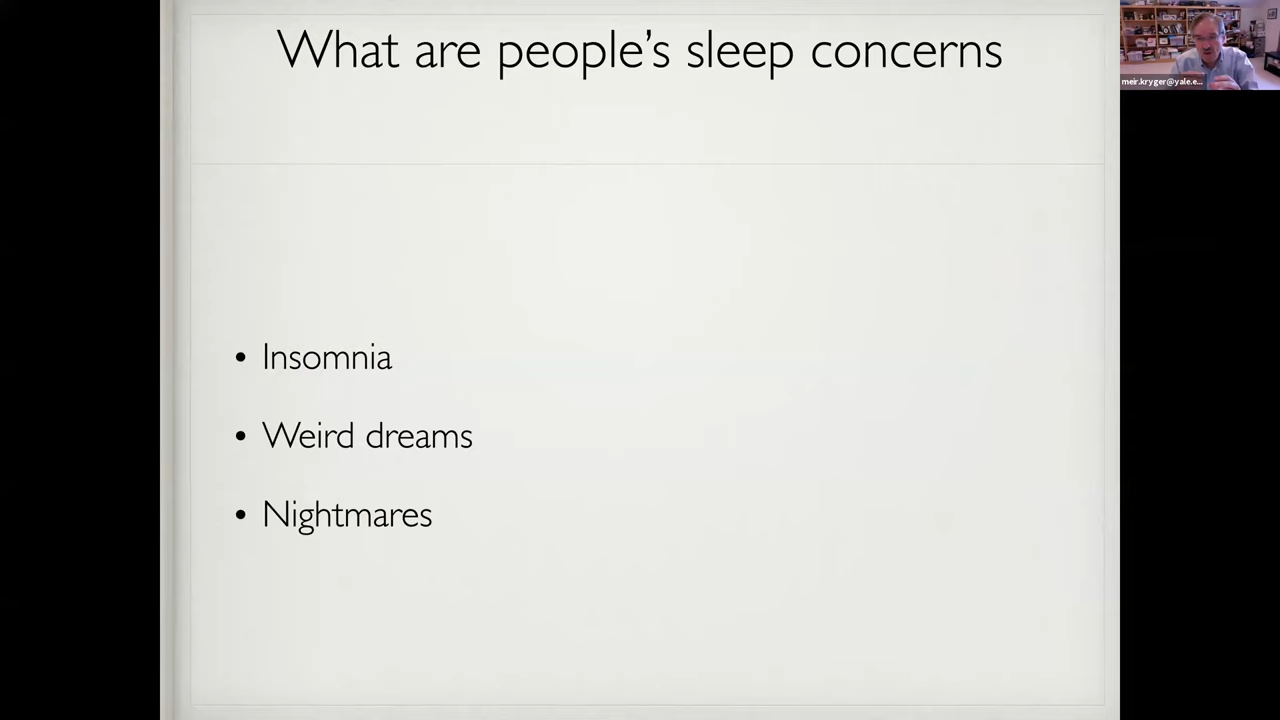 What are people’s sleep concerns
meir.kryger@yale.e...
• Insomnia
• Weird dreams
• Nightmares